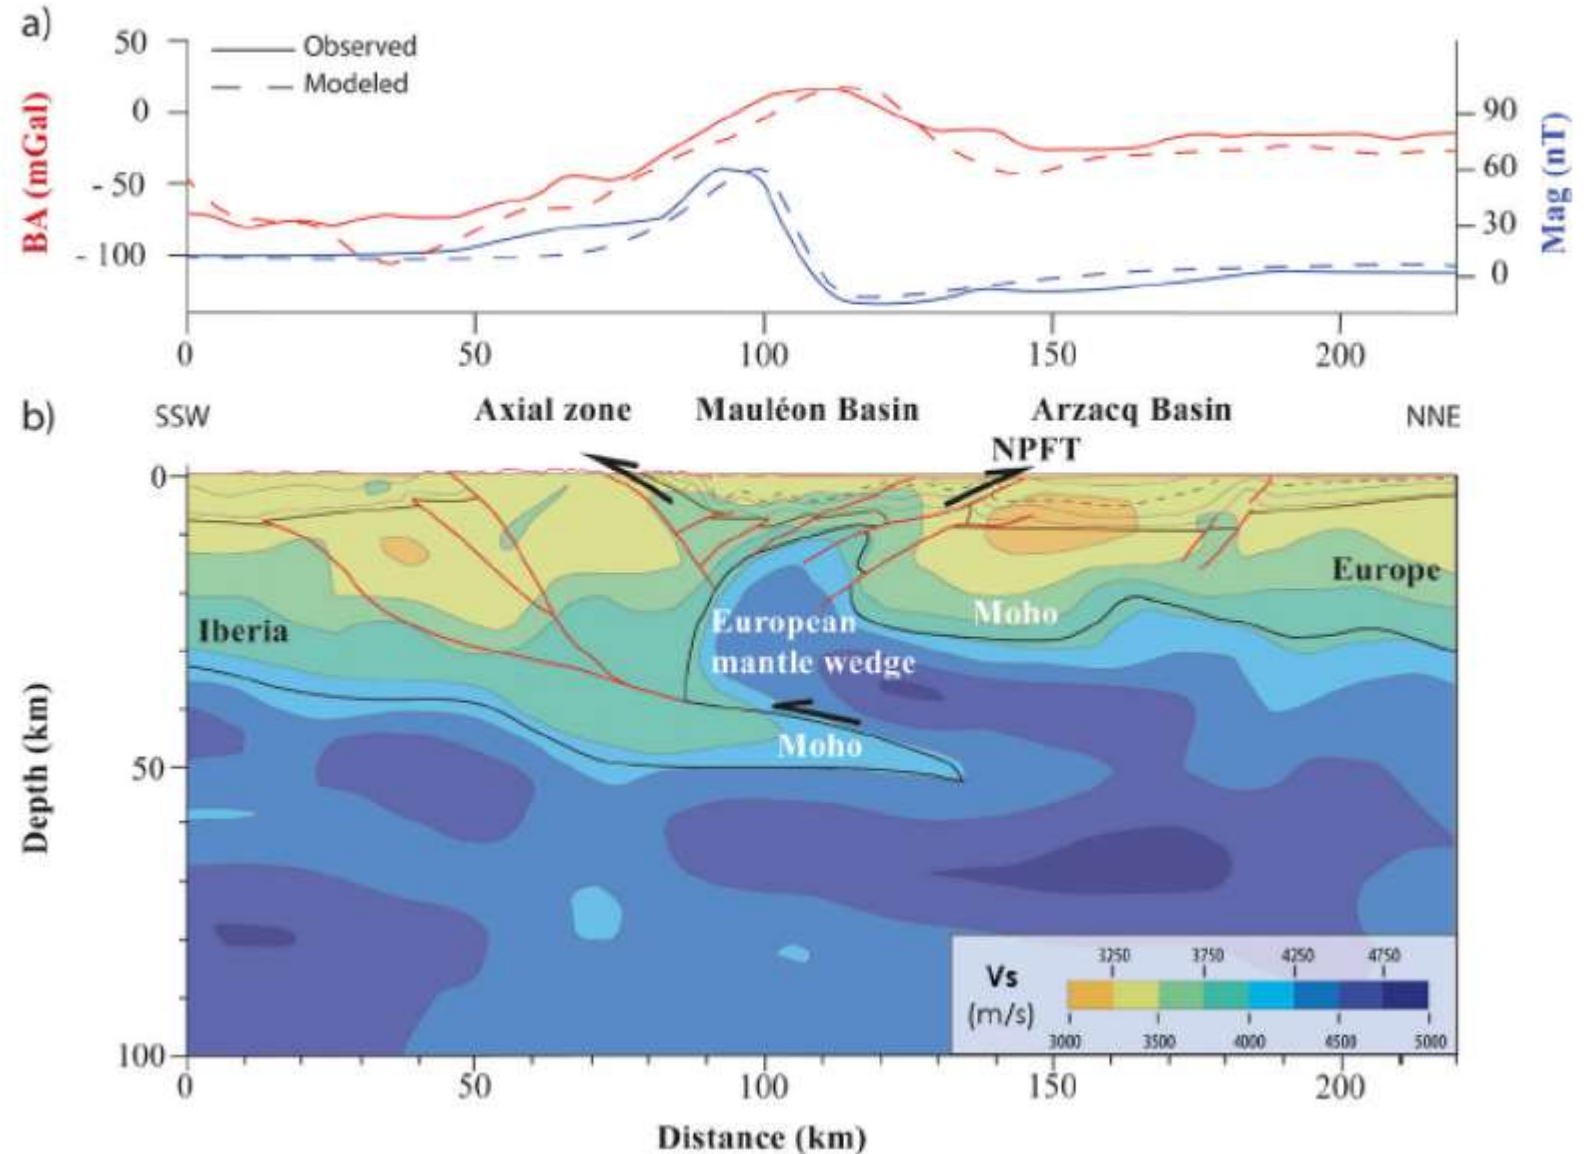 a)
50
0
- 50
- 100
BA (mGal)
Observed
Modeled
90
60
30
0
Mag (nT)
0 50 100 150 200
b)
SSW
Axial zone
Mauléon Basin
Arzacq Basin
NNE
NPFT
0
50
100
Depth (km)
Iberia
European
mantle wedge
Moho
Europe
Moho
Vs
(m/s)
3250 3750 4250 4750
3000 3500 4000 4500 5000
0 50 100 150 200
Distance (km)